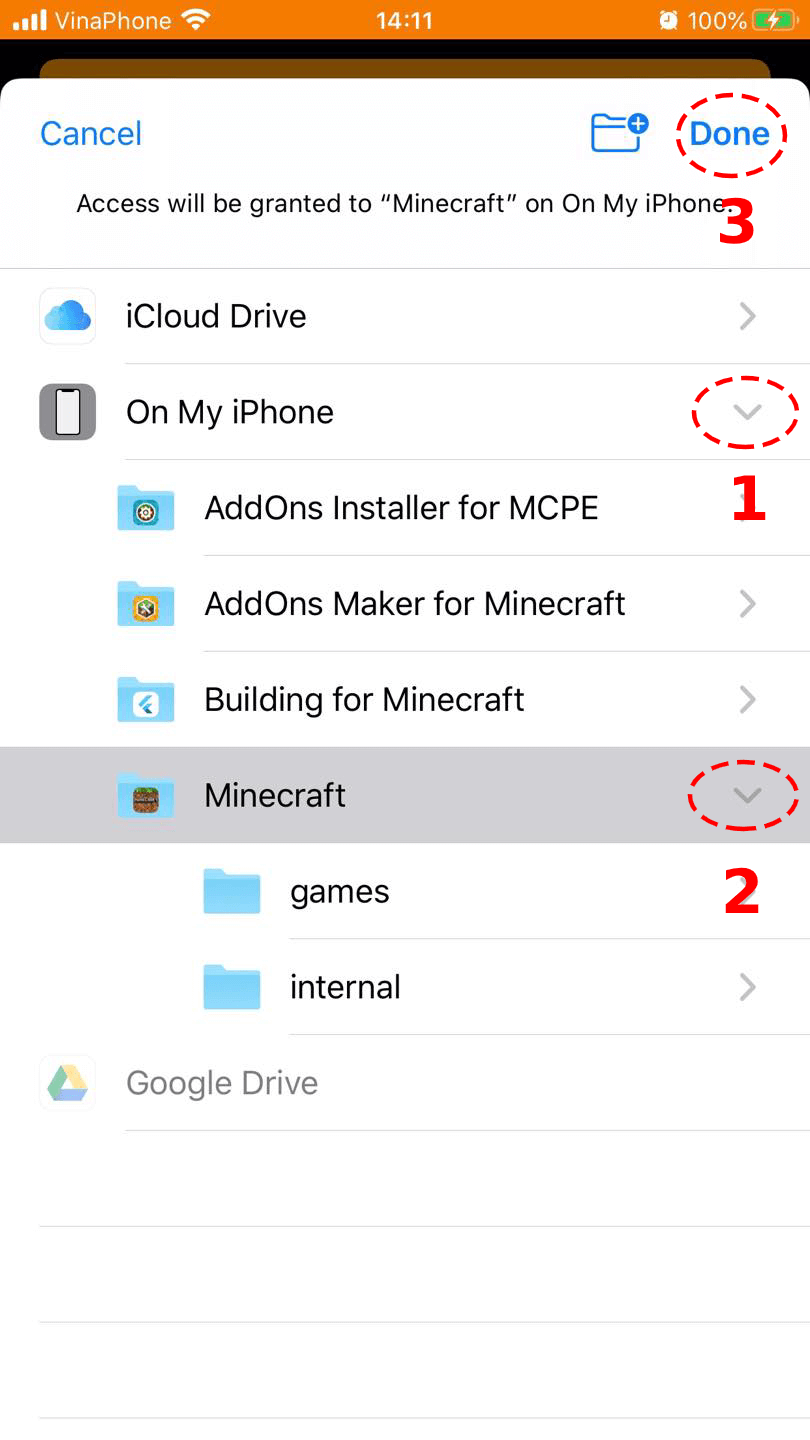 VinaPhone 14:11 100%
Cancel Done
Access will be granted to “Minecraft” on On My iPhone.
3
iCloud Drive
On My iPhone
1
AddOns Installer for MCPE
AddOns Maker for Minecraft
Building for Minecraft
Minecraft
2
games
internal
Google Drive